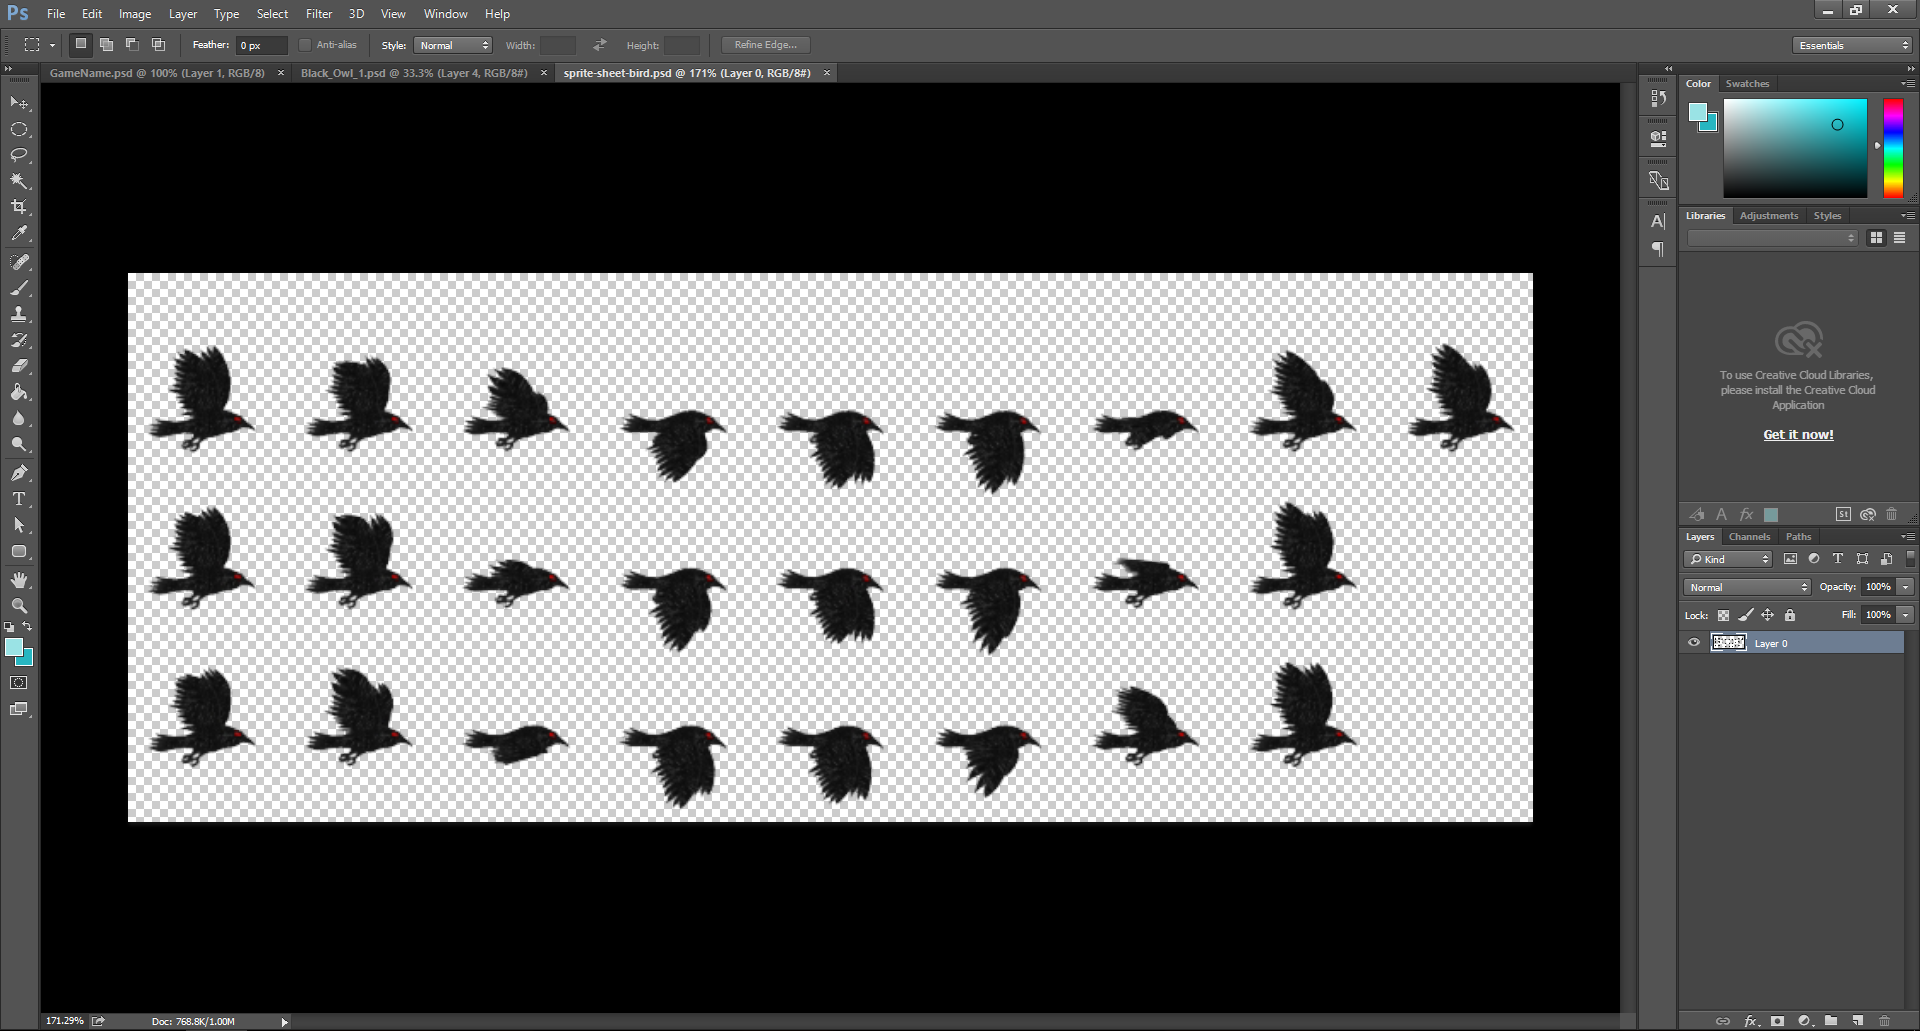 Ps File Edit Image Layer Type Select Filter 3D View Window Help
Feather: 0 px Anti-alias Style: Normal Width: Height: Refine Edge... Essentials
GameName.psd @ 100% (Layer 1, RGB/8) × Black_Owl_1.psd @ 33.3% (Layer 4, RGB/8#) × sprite-sheet-bird.psd @ 171% (Layer 0, RGB/8#) ×
Color Swatches
Libraries Adjustments Styles
To use Creative Cloud Libraries,
please install the Creative Cloud
Application
Get it now!
St
Layers Channels Paths
Kind
Normal Opacity: 100%
Lock: Fill: 100%
Layer 0
171.29% Doc: 768.8K/1.00M